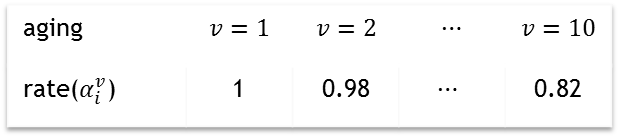 aging v = 1 v = 2 ⋯ v = 10
rate(α_i^v) 1 0.98 ⋯ 0.82